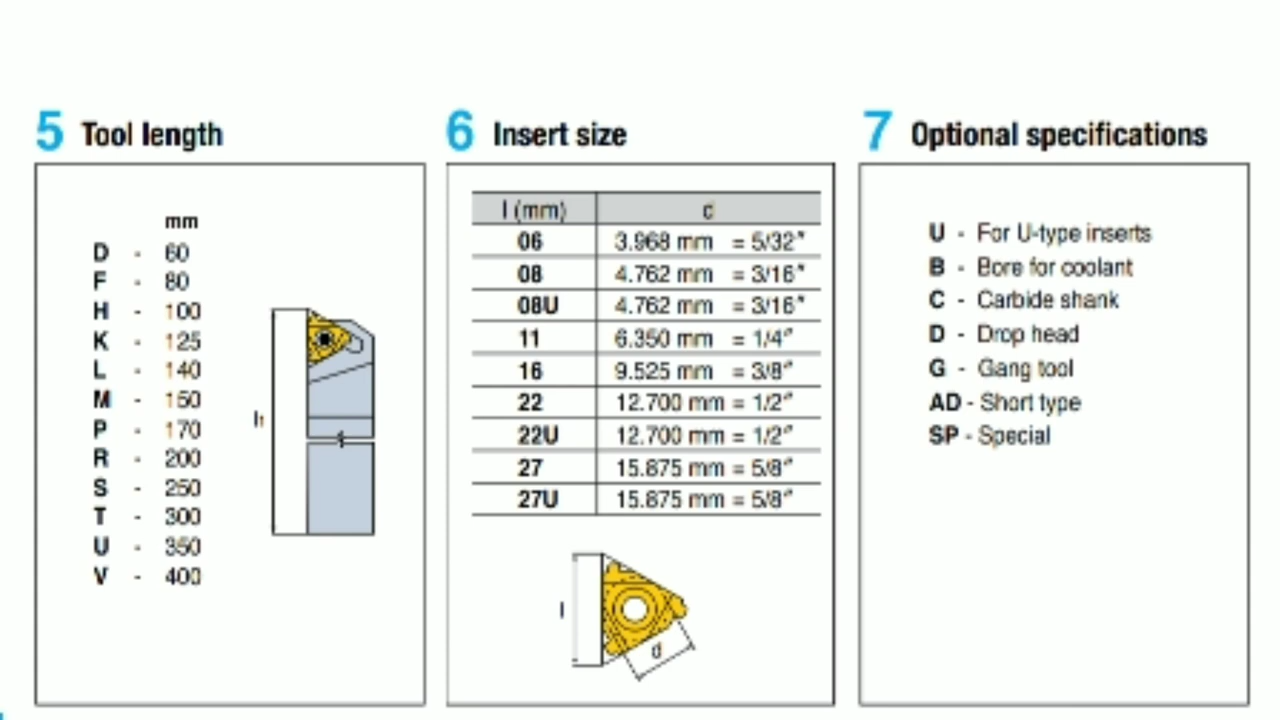 5 Tool length
mm
D - 60
F - 80
H - 100
K - 125
L - 140
M - 150
P - 170
R - 200
S - 250
T - 300
U - 350
V - 400
l₁
6 Insert size
l (mm) d
06 3.968 mm = 5/32"
08 4.762 mm = 3/16"
08U 4.762 mm = 3/16"
11 6.350 mm = 1/4"
16 9.525 mm = 3/8"
22 12.700 mm = 1/2"
22U 12.700 mm = 1/2"
27 15.875 mm = 5/8"
27U 15.875 mm = 5/8"
l
d
7 Optional specifications
U - For U-type inserts
B - Bore for coolant
C - Carbide shank
D - Drop head
G - Gang tool
AD - Short type
SP - Special